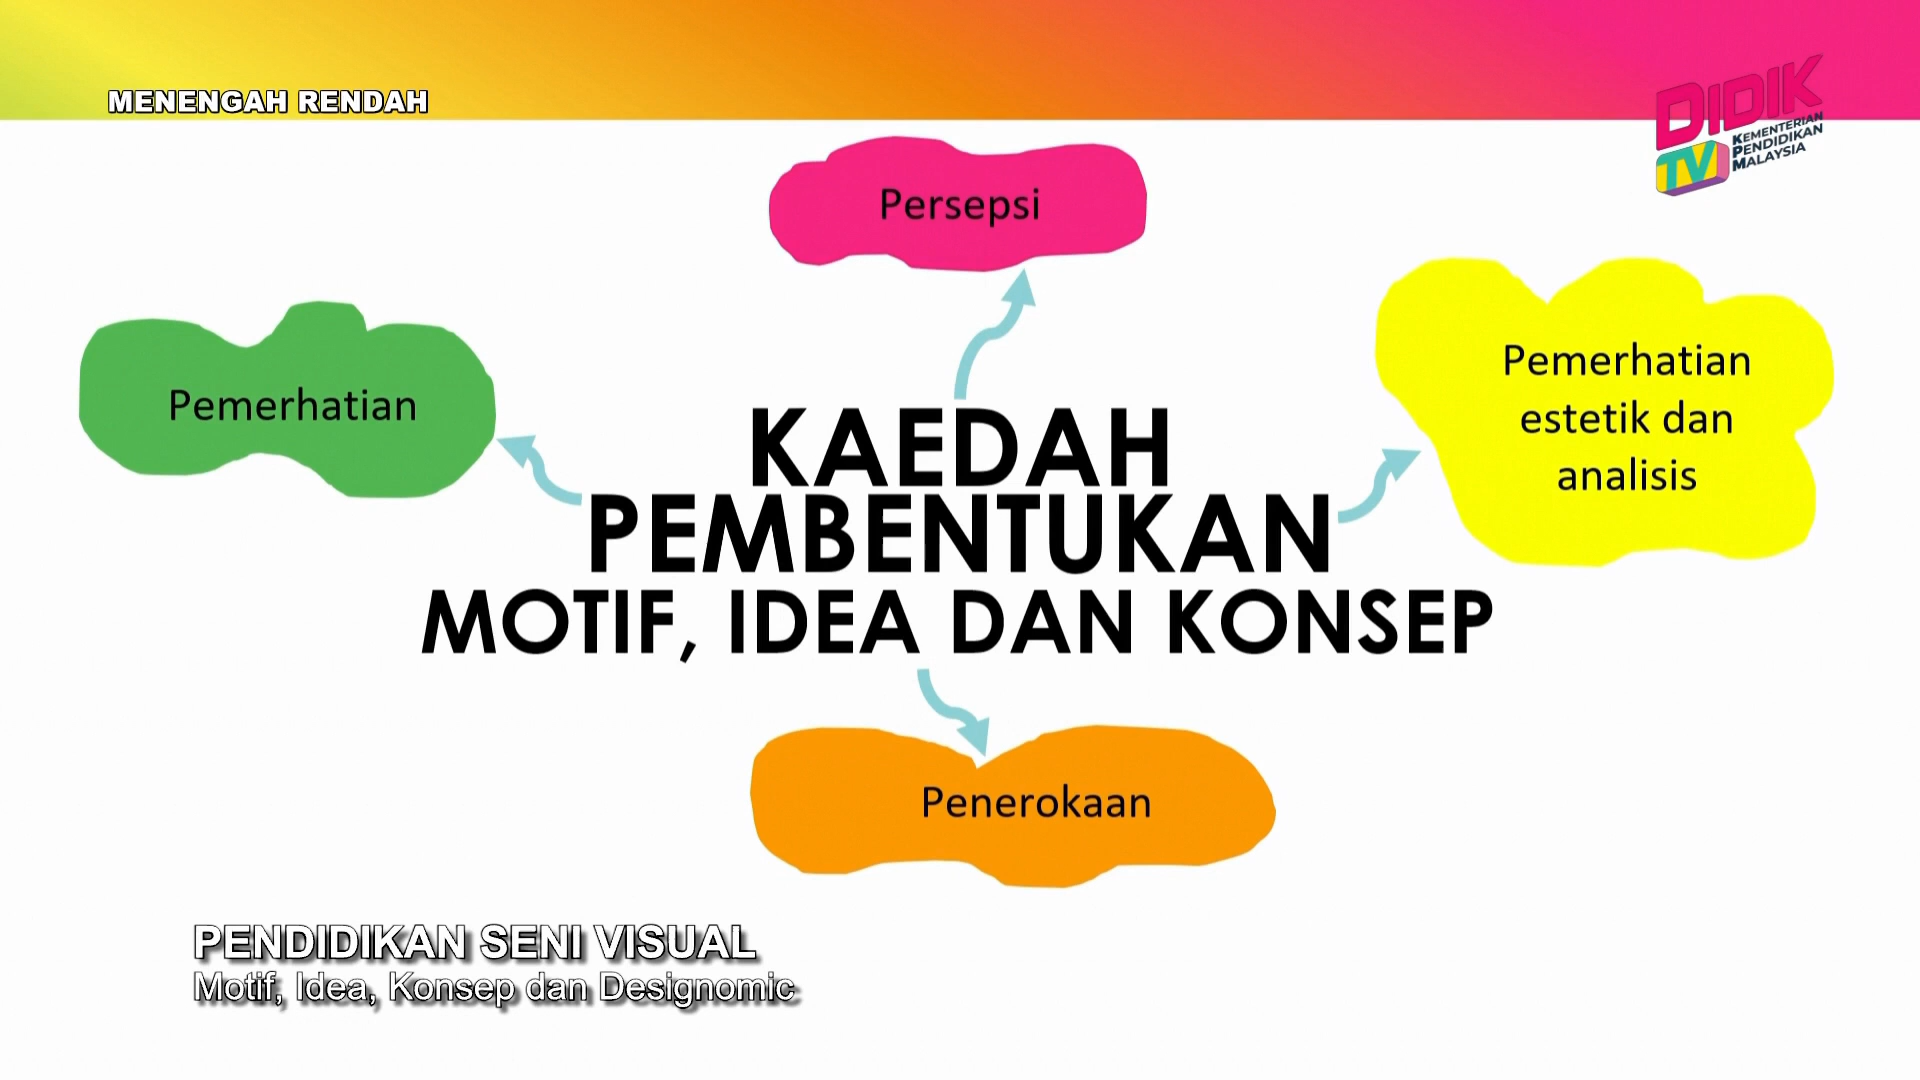 MENENGAH RENDAH
DIDIK
TV
KEMENTERIAN
PENDIDIKAN
MALAYSIA
Persepsi
Pemerhatian
Pemerhatian
estetik dan
analisis
KAEDAH
PEMBENTUKAN
MOTIF, IDEA DAN KONSEP
Penerokaan
PENDIDIKAN SENI VISUAL
Motif, Idea, Konsep dan Designomic